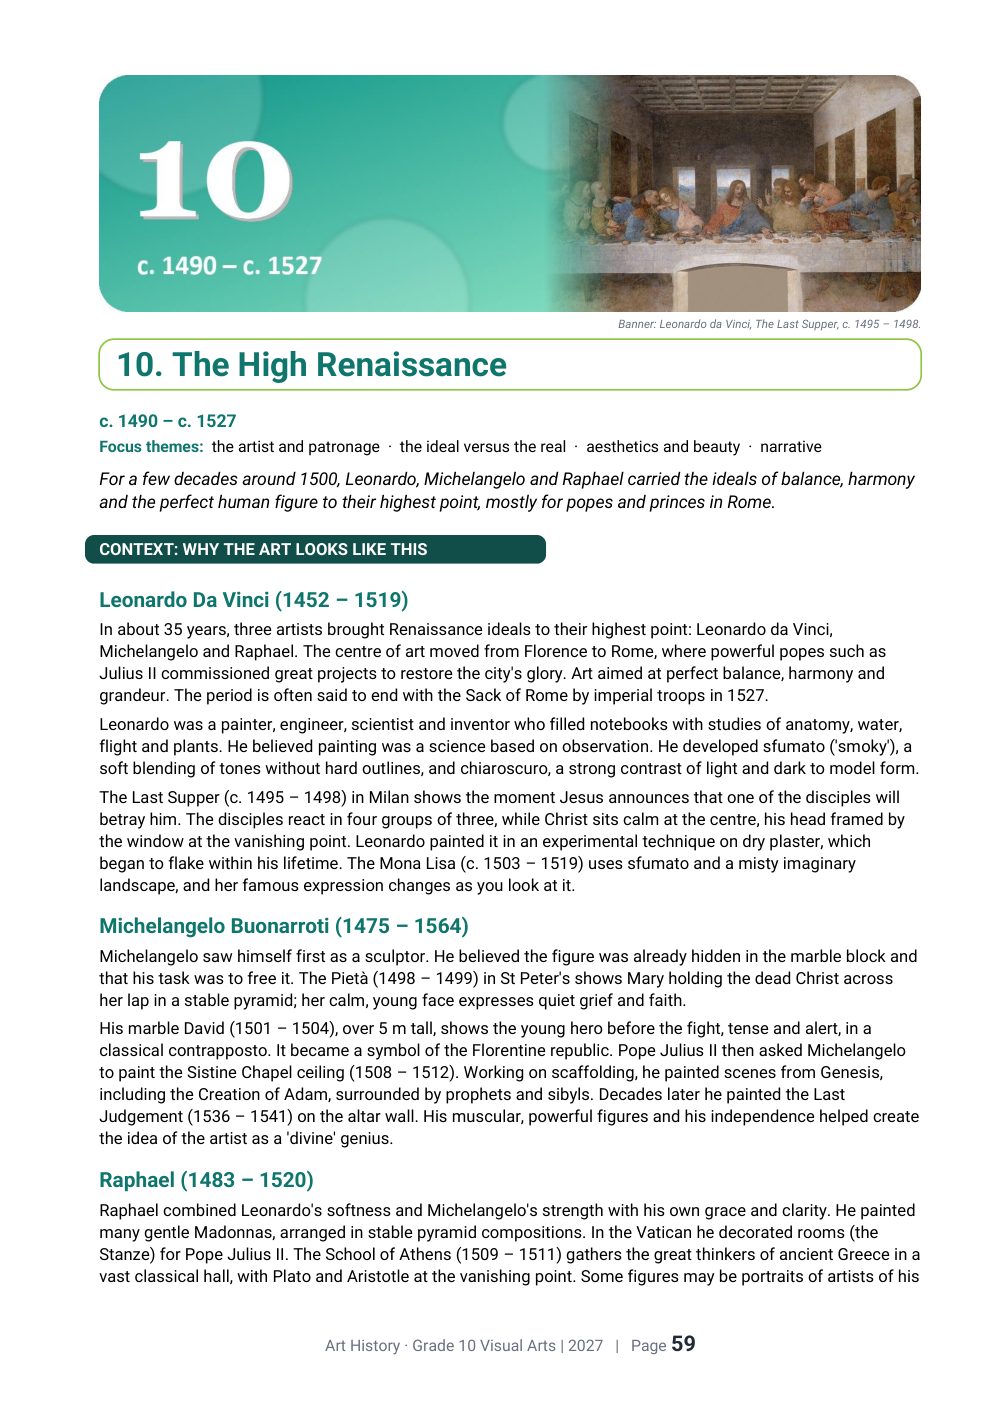 10
c. 1490 – c. 1527
Banner: Leonardo da Vinci, The Last Supper, c. 1495 – 1498.
10. The High Renaissance
c. 1490 – c. 1527
Focus themes: the artist and patronage · the ideal versus the real · aesthetics and beauty · narrative
For a few decades around 1500, Leonardo, Michelangelo and Raphael carried the ideals of balance, harmony
and the perfect human figure to their highest point, mostly for popes and princes in Rome.
CONTEXT: WHY THE ART LOOKS LIKE THIS
Leonardo Da Vinci (1452 – 1519)
In about 35 years, three artists brought Renaissance ideals to their highest point: Leonardo da Vinci,
Michelangelo and Raphael. The centre of art moved from Florence to Rome, where powerful popes such as
Julius II commissioned great projects to restore the city's glory. Art aimed at perfect balance, harmony and
grandeur. The period is often said to end with the Sack of Rome by imperial troops in 1527.
Leonardo was a painter, engineer, scientist and inventor who filled notebooks with studies of anatomy, water,
flight and plants. He believed painting was a science based on observation. He developed sfumato ('smoky'), a
soft blending of tones without hard outlines, and chiaroscuro, a strong contrast of light and dark to model form.
The Last Supper (c. 1495 – 1498) in Milan shows the moment Jesus announces that one of the disciples will
betray him. The disciples react in four groups of three, while Christ sits calm at the centre, his head framed by
the window at the vanishing point. Leonardo painted it in an experimental technique on dry plaster, which
began to flake within his lifetime. The Mona Lisa (c. 1503 – 1519) uses sfumato and a misty imaginary
landscape, and her famous expression changes as you look at it.
Michelangelo Buonarroti (1475 – 1564)
Michelangelo saw himself first as a sculptor. He believed the figure was already hidden in the marble block and
that his task was to free it. The Pietà (1498 – 1499) in St Peter's shows Mary holding the dead Christ across
her lap in a stable pyramid; her calm, young face expresses quiet grief and faith.
His marble David (1501 – 1504), over 5 m tall, shows the young hero before the fight, tense and alert, in a
classical contrapposto. It became a symbol of the Florentine republic. Pope Julius II then asked Michelangelo
to paint the Sistine Chapel ceiling (1508 – 1512). Working on scaffolding, he painted scenes from Genesis,
including the Creation of Adam, surrounded by prophets and sibyls. Decades later he painted the Last
Judgement (1536 – 1541) on the altar wall. His muscular, powerful figures and his independence helped create
the idea of the artist as a 'divine' genius.
Raphael (1483 – 1520)
Raphael combined Leonardo's softness and Michelangelo's strength with his own grace and clarity. He painted
many gentle Madonnas, arranged in stable pyramid compositions. In the Vatican he decorated rooms (the
Stanze) for Pope Julius II. The School of Athens (1509 – 1511) gathers the great thinkers of ancient Greece in a
vast classical hall, with Plato and Aristotle at the vanishing point. Some figures may be portraits of artists of his
Art History · Grade 10 Visual Arts | 2027 | Page 59